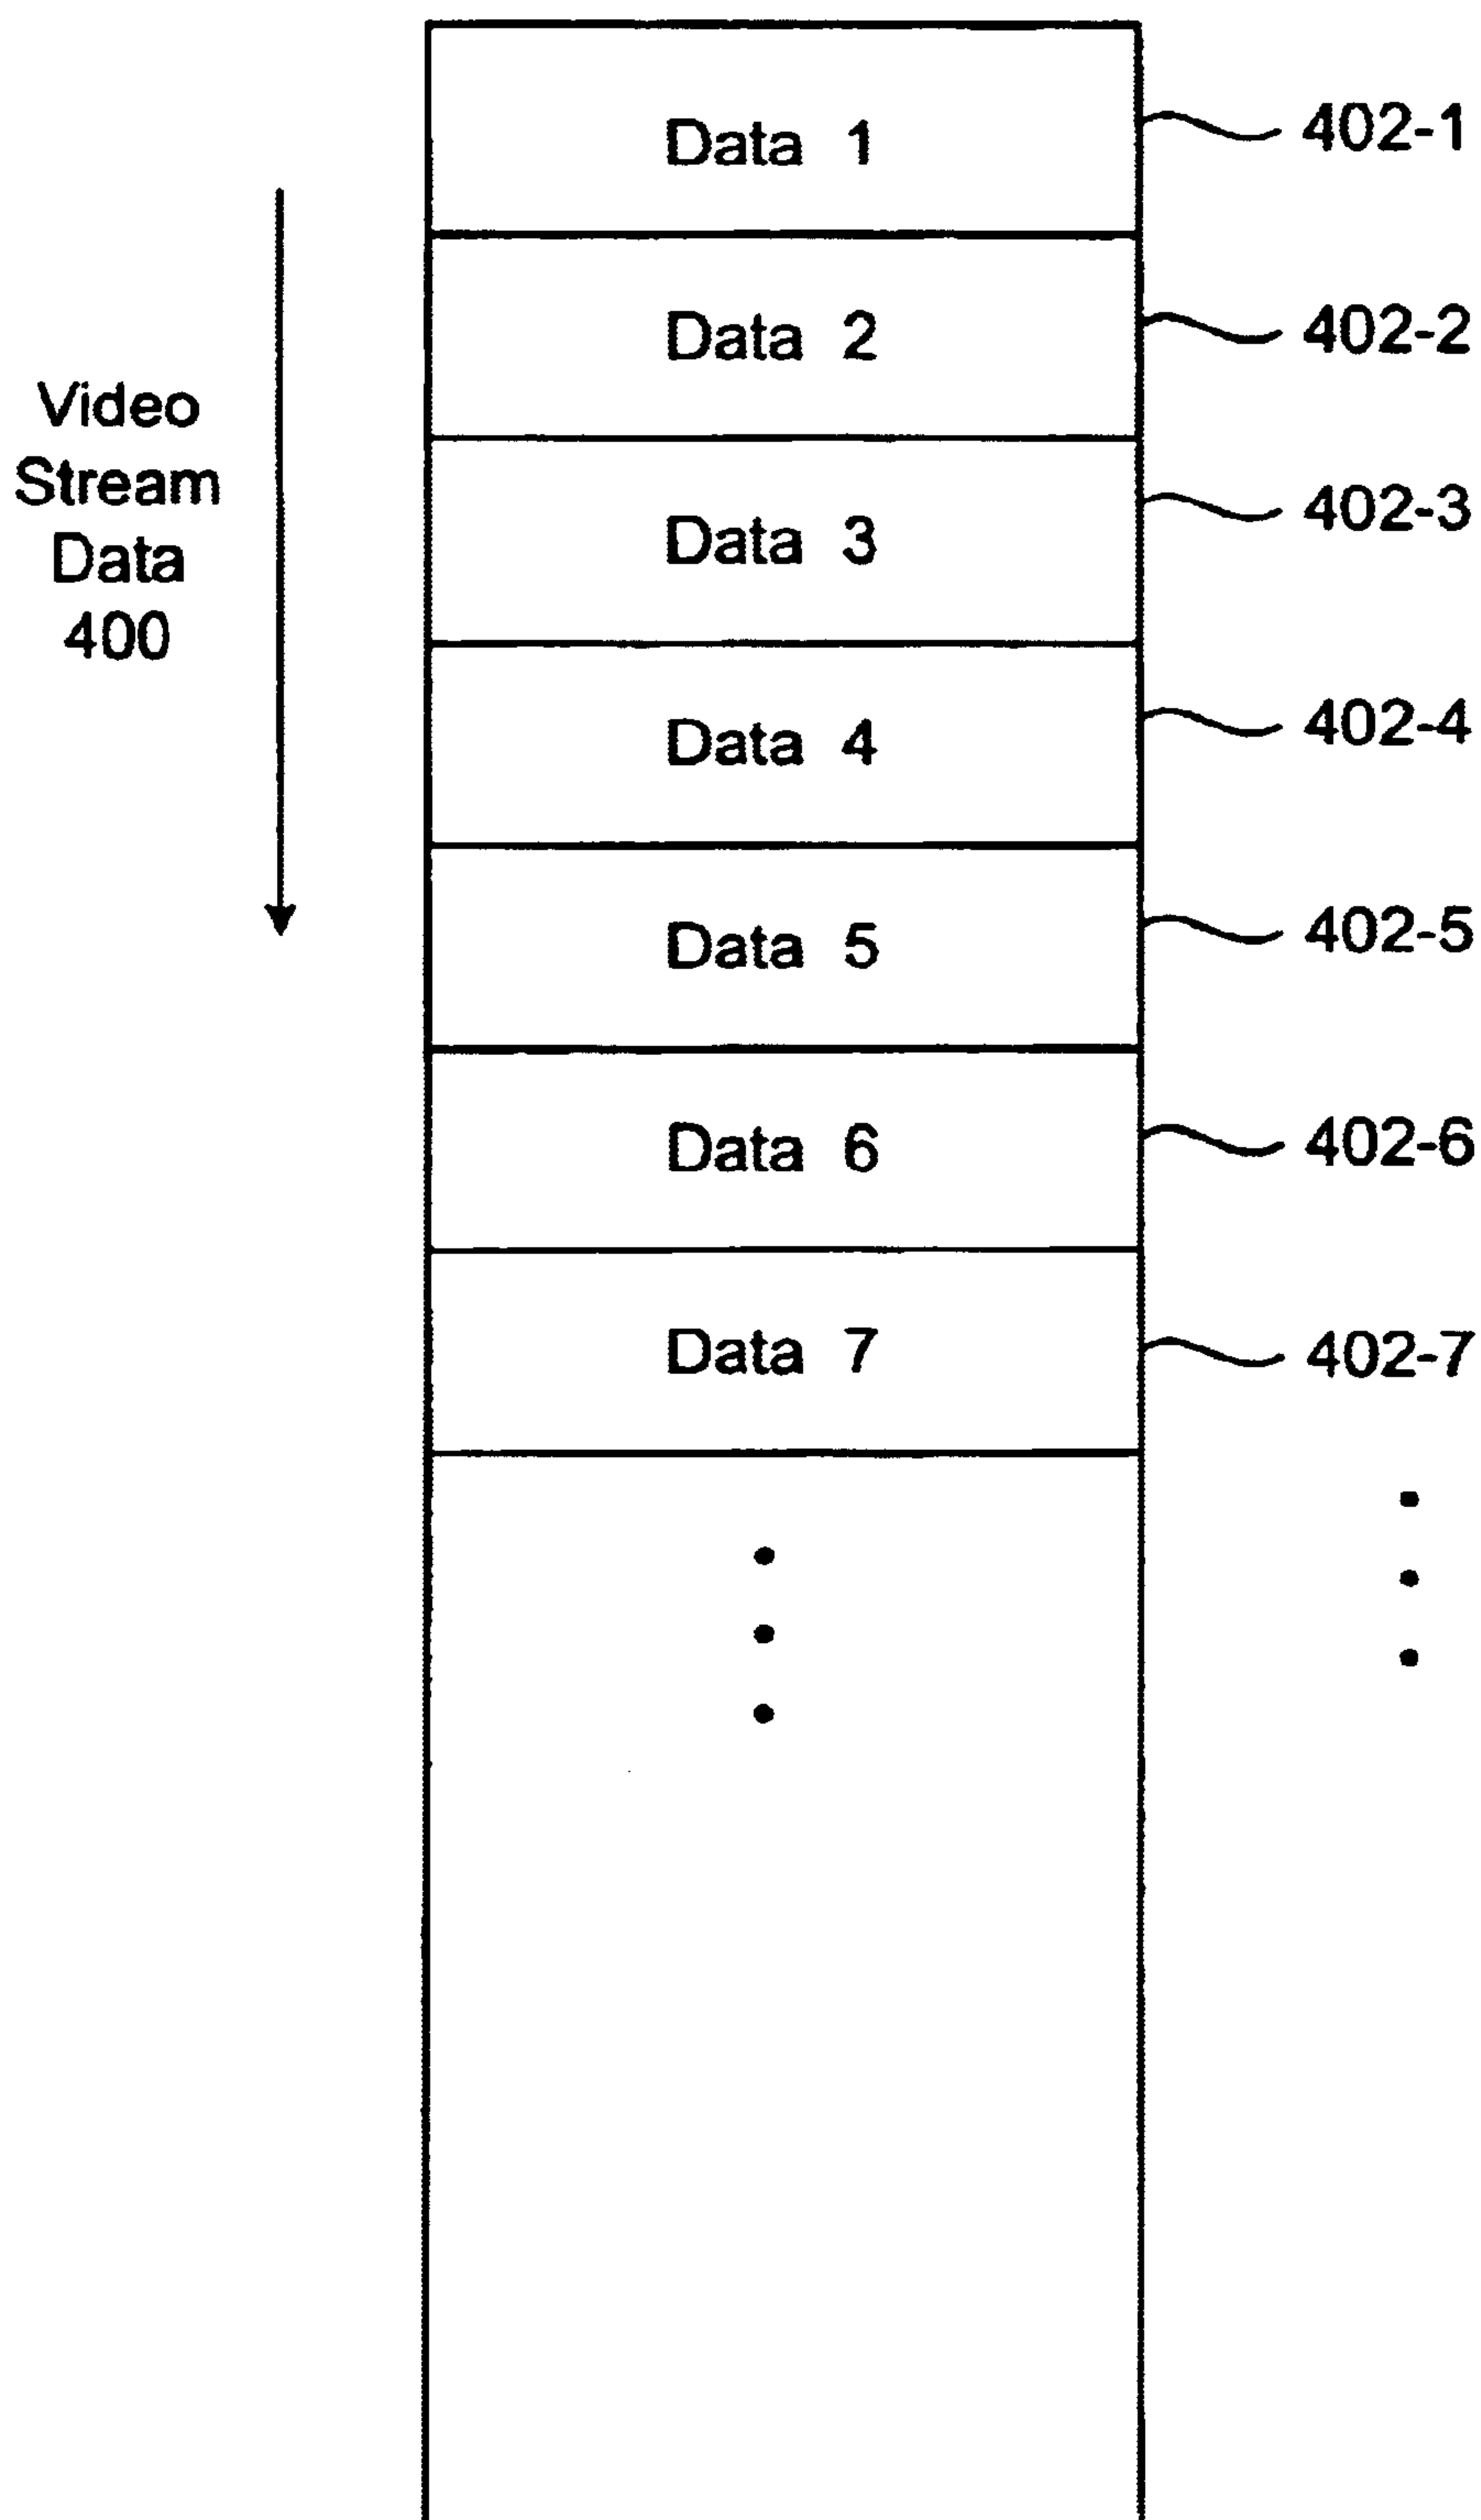 Data 1 402-1
Data 2 402-2
Video
Stream
Data
400
Data 3 402-3
Data 4 402-4
Data 5 402-5
Data 6 402-6
Data 7 402-7